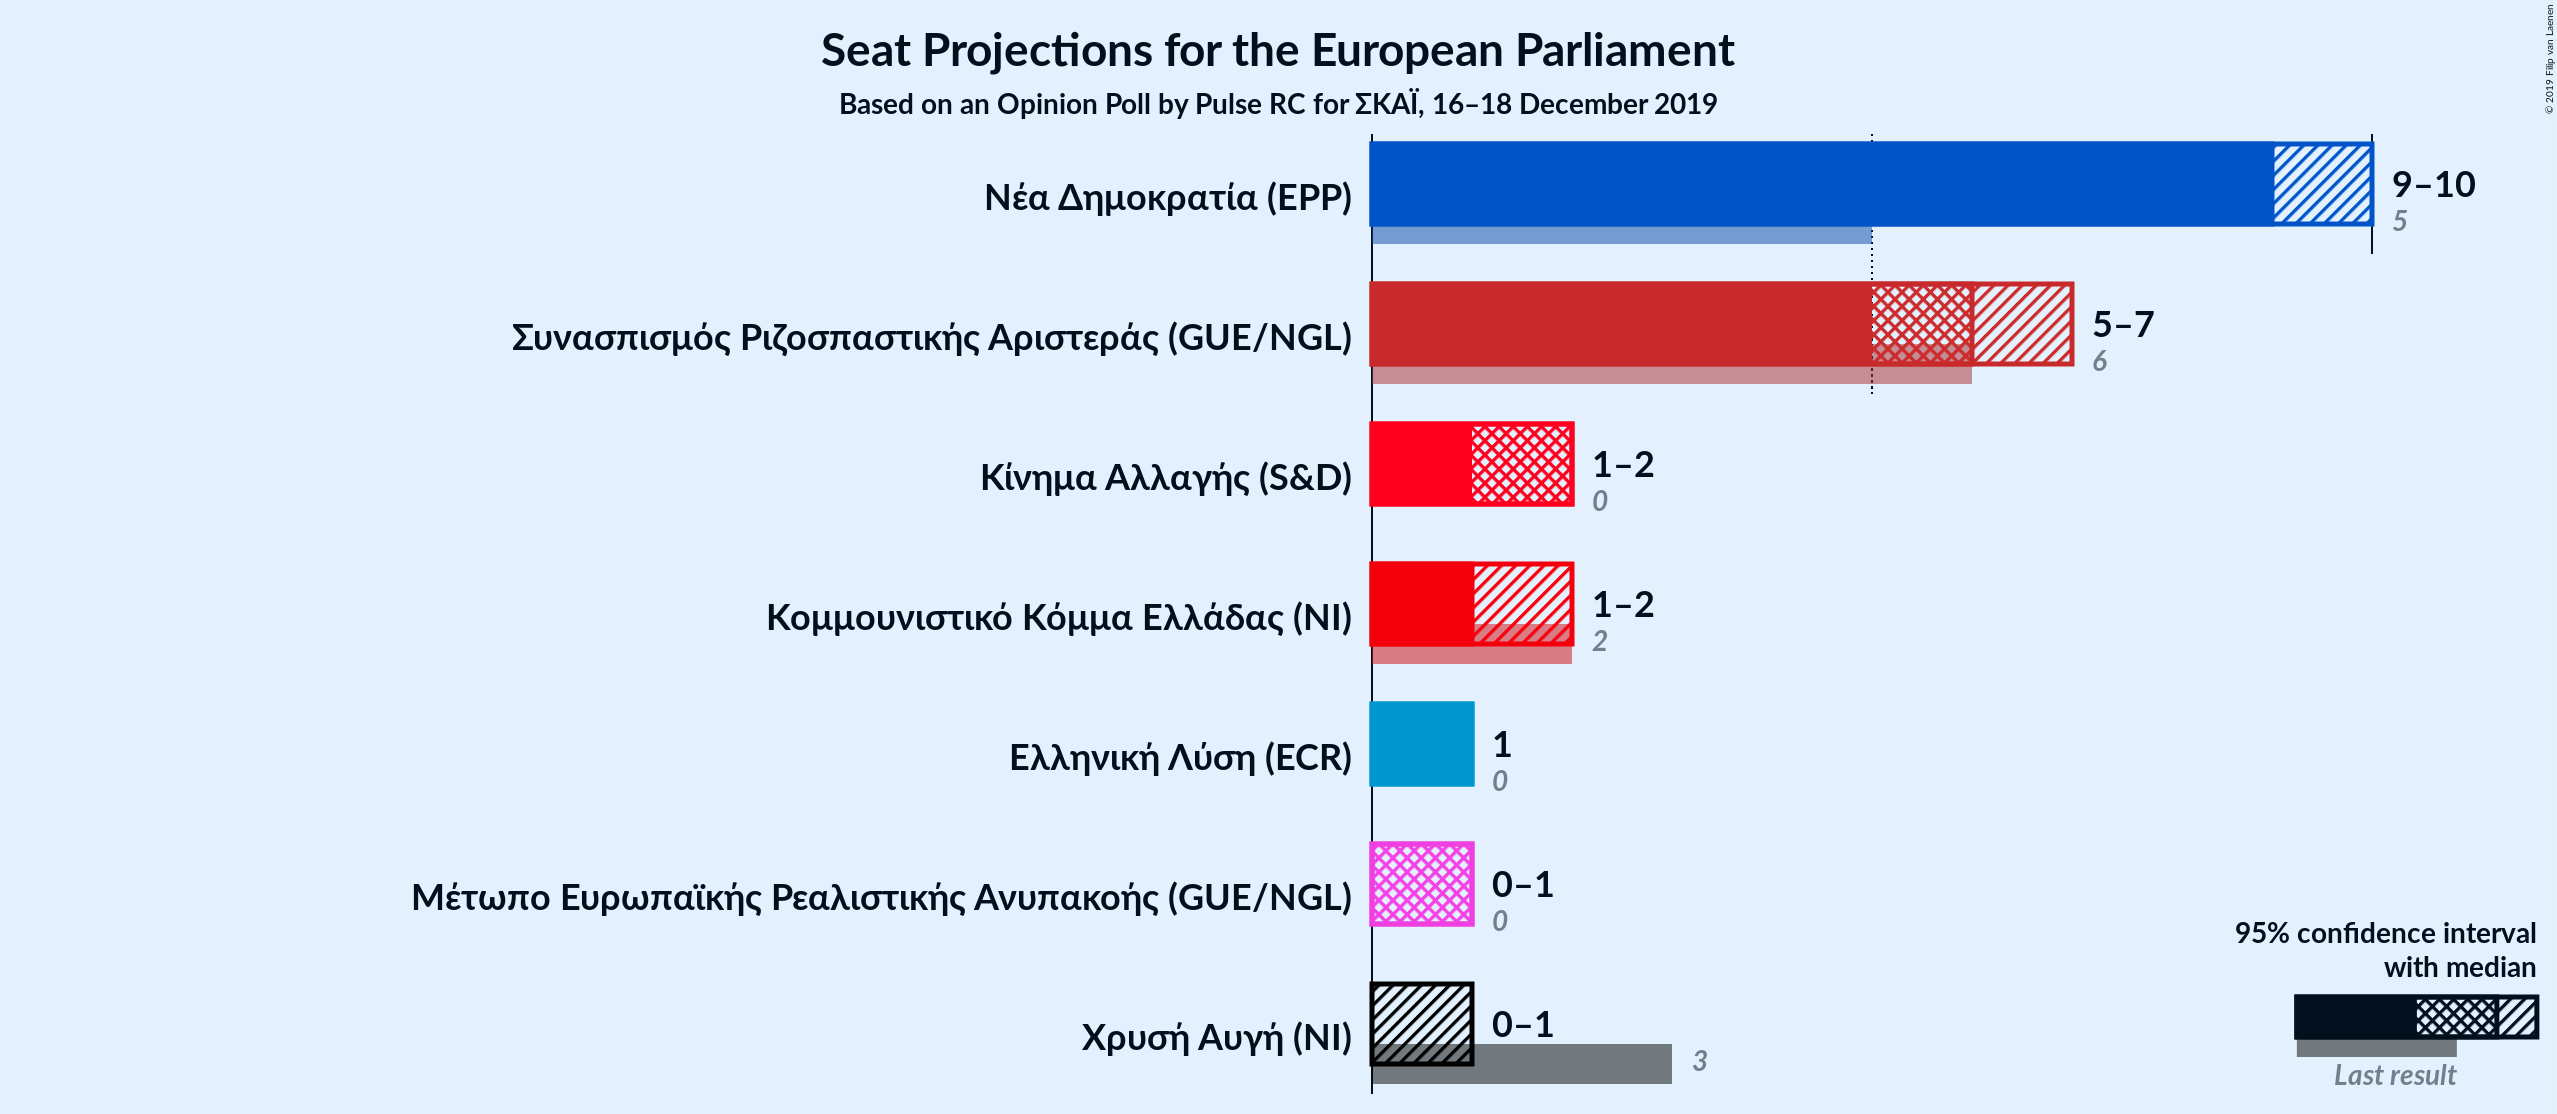 Seat Projections for the European Parliament
Based on an Opinion Poll by Pulse RC for ΣΚΑΪ, 16–18 December 2019
© 2019 Filip van Laenen
Νέα Δημοκρατία (EPP)
9–10
5
Συνασπισμός Ριζοσπαστικής Αριστεράς (GUE/NGL)
5–7
6
Κίνημα Αλλαγής (S&D)
1–2
0
Κομμουνιστικό Κόμμα Ελλάδας (NI)
1–2
2
Ελληνική Λύση (ECR)
1
0
Μέτωπο Ευρωπαϊκής Ρεαλιστικής Ανυπακοής (GUE/NGL)
0–1
0
Χρυσή Αυγή (NI)
0–1
3
95% confidence interval
with median
Last result